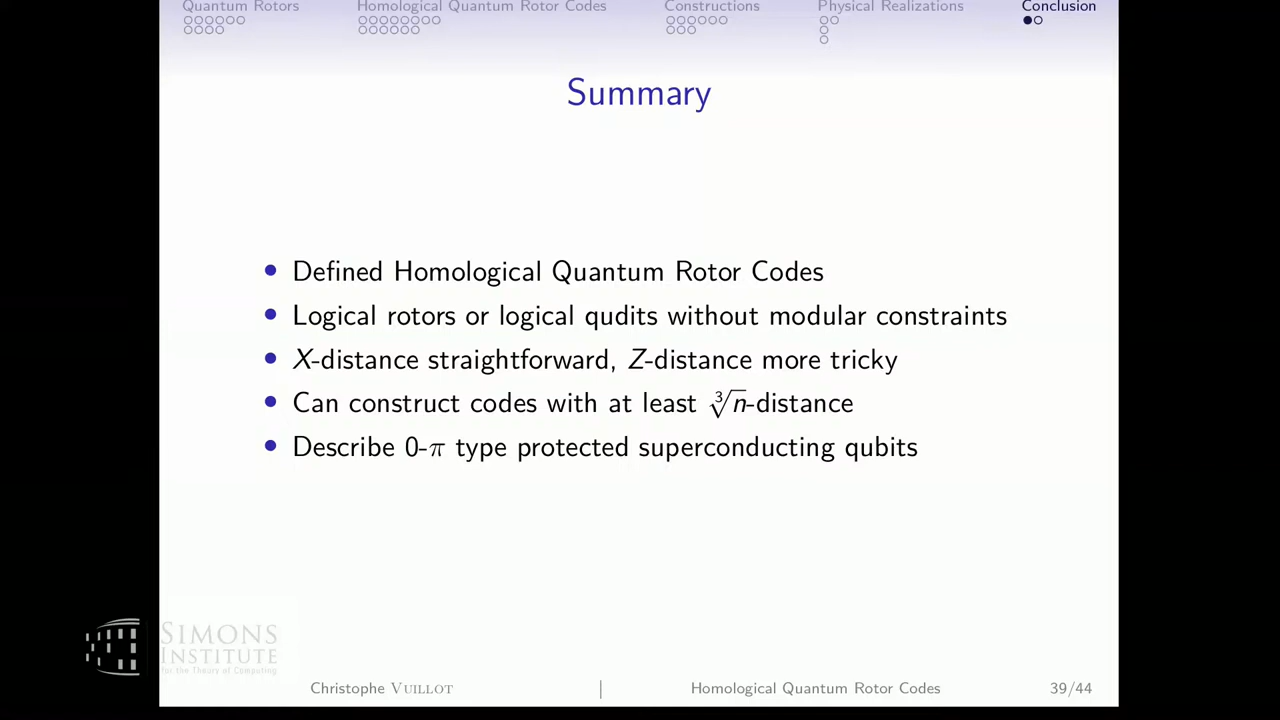 Quantum Rotors Homological Quantum Rotor Codes Constructions Physical Realizations Conclusion
Summary
• Defined Homological Quantum Rotor Codes
• Logical rotors or logical qudits without modular constraints
• X-distance straightforward, Z-distance more tricky
• Can construct codes with at least ∛n-distance
• Describe 0-π type protected superconducting qubits
SIMONS
INSTITUTE
for the Theory of Computing
Christophe VUILLOT | Homological Quantum Rotor Codes 39/44